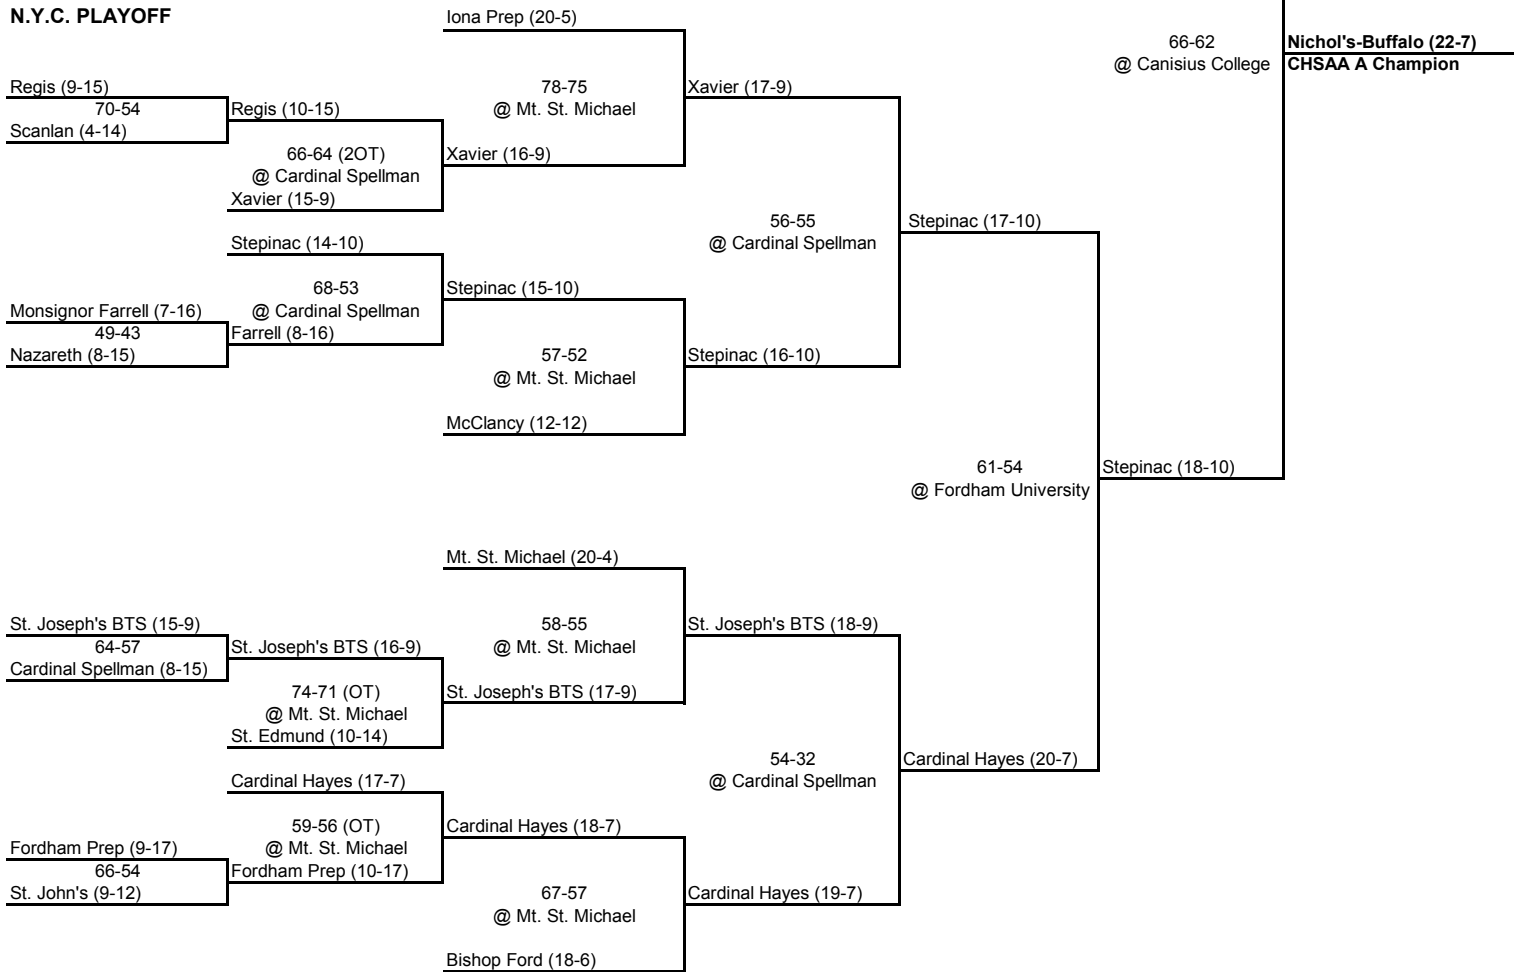 N.Y.C. PLAYOFF
Iona Prep (20-5)
66-62
@ Canisius College
Nichol's-Buffalo (22-7)
CHSAA A Champion
Regis (9-15)
70-54
Scanlan (4-14)
Regis (10-15)
78-75
@ Mt. St. Michael
Xavier (17-9)
66-64 (2OT)
@ Cardinal Spellman
Xavier (16-9)
Xavier (15-9)
56-55
@ Cardinal Spellman
Stepinac (17-10)
Stepinac (14-10)
68-53
@ Cardinal Spellman
Stepinac (15-10)
Monsignor Farrell (7-16)
49-43
Nazareth (8-15)
Farrell (8-16)
57-52
@ Mt. St. Michael
Stepinac (16-10)
McClancy (12-12)
61-54
@ Fordham University
Stepinac (18-10)
Mt. St. Michael (20-4)
St. Joseph's BTS (15-9)
64-57
Cardinal Spellman (8-15)
St. Joseph's BTS (16-9)
58-55
@ Mt. St. Michael
St. Joseph's BTS (18-9)
74-71 (OT)
@ Mt. St. Michael
St. Joseph's BTS (17-9)
St. Edmund (10-14)
54-32
@ Cardinal Spellman
Cardinal Hayes (20-7)
Cardinal Hayes (17-7)
59-56 (OT)
@ Mt. St. Michael
Cardinal Hayes (18-7)
Fordham Prep (9-17)
66-54
St. John's (9-12)
Fordham Prep (10-17)
67-57
@ Mt. St. Michael
Cardinal Hayes (19-7)
Bishop Ford (18-6)